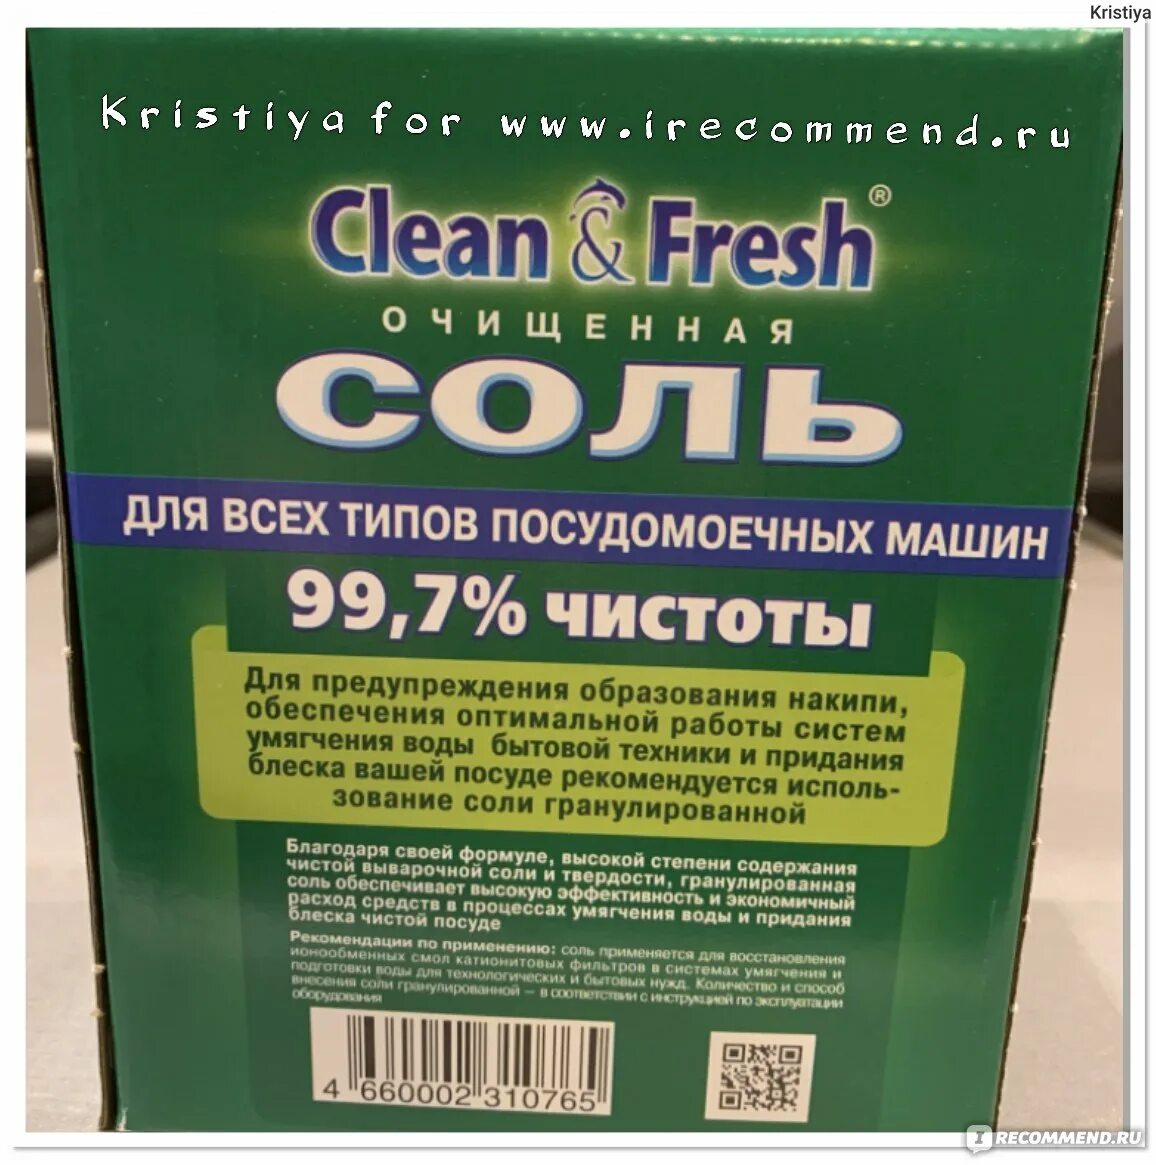 Kristiya
Kristiya for www.irecommend.ru
Clean & Fresh®
ОЧИЩЕННАЯ
СОЛЬ
ДЛЯ ВСЕХ ТИПОВ ПОСУДОМОЕЧНЫХ МАШИН
99,7% ЧИСТОТЫ
Для предупреждения образования накипи,
обеспечения оптимальной работы систем
умягчения воды бытовой техники и придания
блеска вашей посуде рекомендуется исполь-
зование соли гранулированной
Благодаря своей формуле, высокой степени содержания
чистой выварочной соли и твердости, гранулированная
соль обеспечивает высокую эффективность и экономичный
расход средств в процессах умягчения воды и придания
блеска чистой посуде
Рекомендации по применению: соль применяется для восстановления
ионообменных смол катионитовых фильтров в системах умягчения и
подготовки воды для технологических и бытовых нужд. Количество и способ
внесения соли гранулированной – в соответствии с инструкцией по эксплуатации
оборудования
4 660002 310765
IRECOMMEND.RU